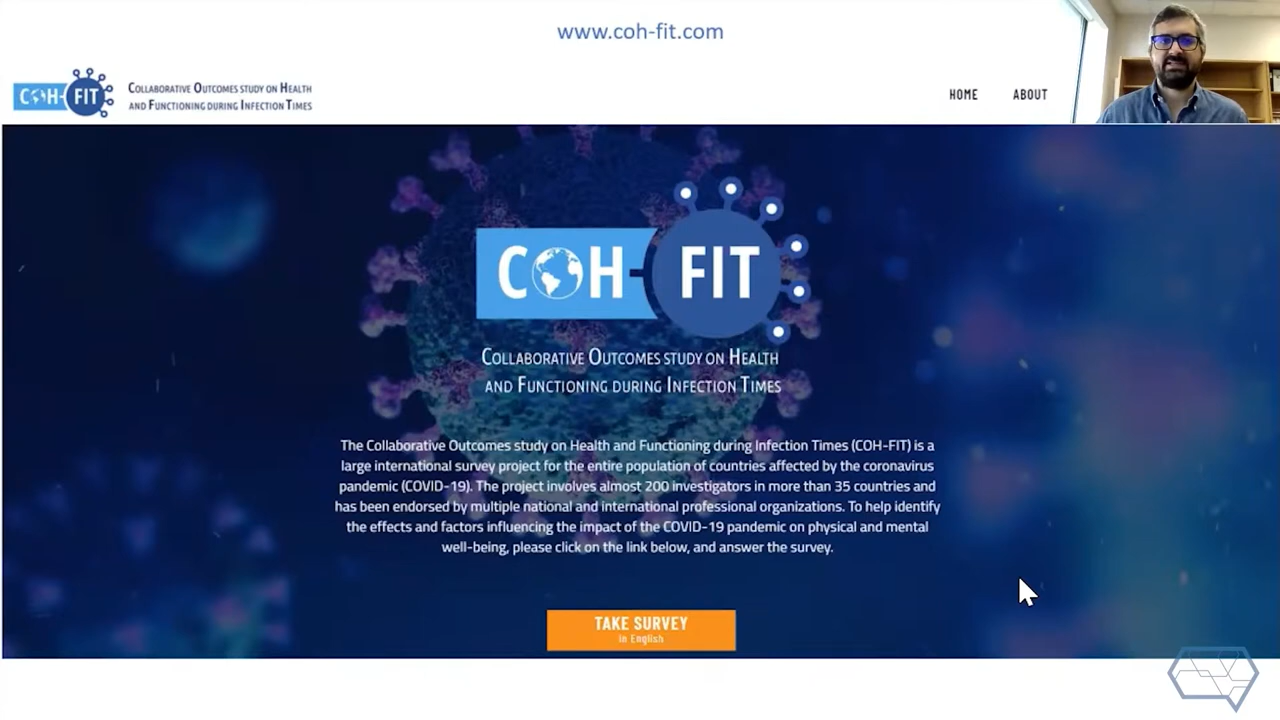 www.coh-fit.com
COH-FIT
COLLABORATIVE OUTCOMES STUDY ON HEALTH
AND FUNCTIONING DURING INFECTION TIMES
HOME
ABOUT
COH-FIT
COLLABORATIVE OUTCOMES STUDY ON HEALTH
AND FUNCTIONING DURING INFECTION TIMES
The Collaborative Outcomes study on Health and Functioning during Infection Times (COH-FIT) is a
large international survey project for the entire population of countries affected by the coronavirus
pandemic (COVID-19). The project involves almost 200 investigators in more than 35 countries and
has been endorsed by multiple national and international professional organizations. To help identify
the effects and factors influencing the impact of the COVID-19 pandemic on physical and mental
well-being, please click on the link below, and answer the survey.
TAKE SURVEY
in English